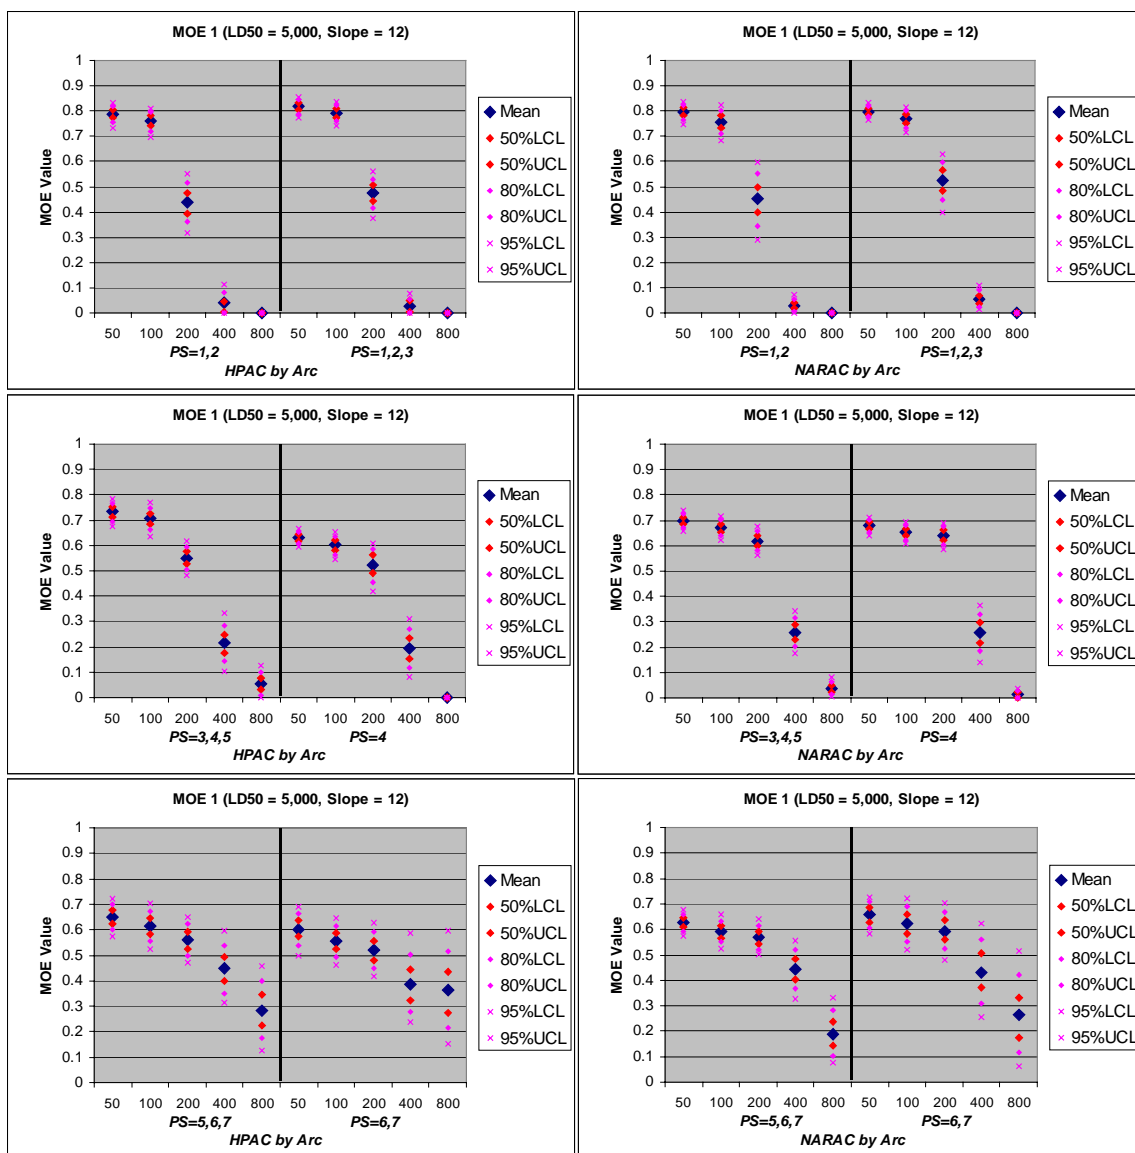 MOE 1 (LD50 = 5,000, Slope = 12)
1
0.9
0.8
0.7
0.6
0.5
0.4
0.3
0.2
0.1
0
MOE Value
50 100 200 400 800 50 100 200 400 800
PS=1,2 PS=1,2,3
HPAC by Arc
Mean
50%LCL
50%UCL
80%LCL
80%UCL
95%LCL
95%UCL
MOE 1 (LD50 = 5,000, Slope = 12)
1
0.9
0.8
0.7
0.6
0.5
0.4
0.3
0.2
0.1
0
MOE Value
50 100 200 400 800 50 100 200 400 800
PS=1,2 PS=1,2,3
NARAC by Arc
Mean
50%LCL
50%UCL
80%LCL
80%UCL
95%LCL
95%UCL
MOE 1 (LD50 = 5,000, Slope = 12)
1
0.9
0.8
0.7
0.6
0.5
0.4
0.3
0.2
0.1
0
MOE Value
50 100 200 400 800 50 100 200 400 800
PS=3,4,5 PS=4
HPAC by Arc
Mean
50%LCL
50%UCL
80%LCL
80%UCL
95%LCL
95%UCL
MOE 1 (LD50 = 5,000, Slope = 12)
1
0.9
0.8
0.7
0.6
0.5
0.4
0.3
0.2
0.1
0
MOE Value
50 100 200 400 800 50 100 200 400 800
PS=3,4,5 PS=4
NARAC by Arc
Mean
50%LCL
50%UCL
80%LCL
80%UCL
95%LCL
95%UCL
MOE 1 (LD50 = 5,000, Slope = 12)
1
0.9
0.8
0.7
0.6
0.5
0.4
0.3
0.2
0.1
0
MOE Value
50 100 200 400 800 50 100 200 400 800
PS=5,6,7 PS=6,7
HPAC by Arc
Mean
50%LCL
50%UCL
80%LCL
80%UCL
95%LCL
95%UCL
MOE 1 (LD50 = 5,000, Slope = 12)
1
0.9
0.8
0.7
0.6
0.5
0.4
0.3
0.2
0.1
0
MOE Value
50 100 200 400 800 50 100 200 400 800
PS=5,6,7 PS=6,7
NARAC by Arc
Mean
50%LCL
50%UCL
80%LCL
80%UCL
95%LCL
95%UCL